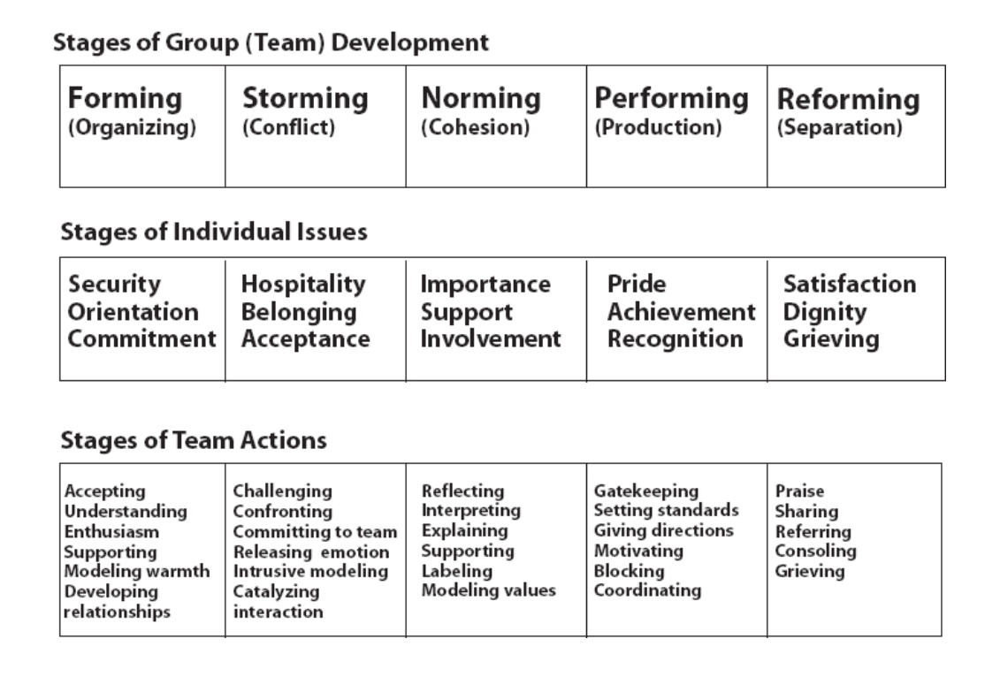 Stages of Group (Team) Development
Forming
(Organizing)
Storming
(Conflict)
Norming
(Cohesion)
Performing
(Production)
Reforming
(Separation)
Stages of Individual Issues
Security
Orientation
Commitment
Hospitality
Belonging
Acceptance
Importance
Support
Involvement
Pride
Achievement
Recognition
Satisfaction
Dignity
Grieving
Stages of Team Actions
Accepting
Understanding
Enthusiasm
Supporting
Modeling warmth
Developing
relationships
Challenging
Confronting
Committing to team
Releasing emotion
Intrusive modeling
Catalyzing
interaction
Reflecting
Interpreting
Explaining
Supporting
Labeling
Modeling values
Gatekeeping
Setting standards
Giving directions
Motivating
Blocking
Coordinating
Praise
Sharing
Referring
Consoling
Grieving